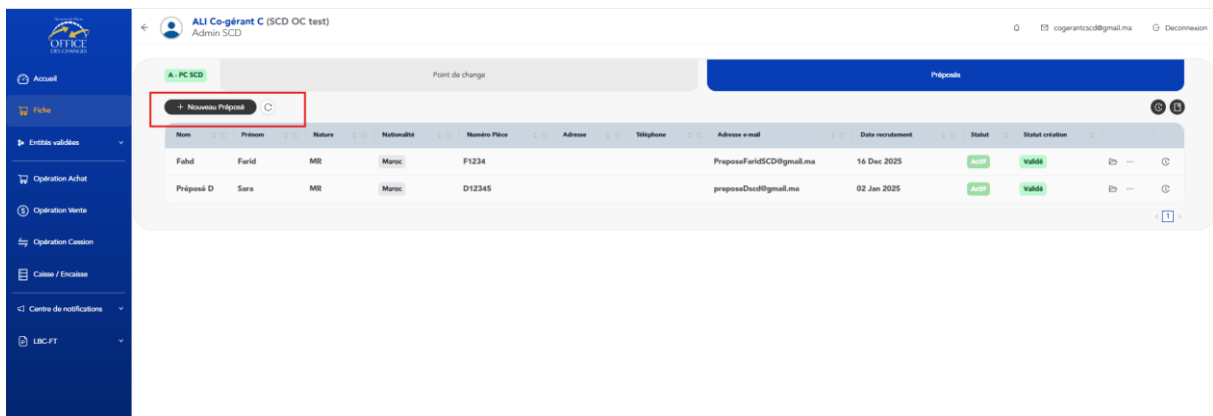 OFFICE
DES CHANGES
ALI Co-gérant C (SCD OC test)
Admin SCD
cogerantcscd@gmail.ma
Deconnexion
Accueil
Fiche
Entités validées
Opération Achat
Opération Vente
Opération Cession
Caisse / Encaisse
Centre de notifications
LBC-FT
A - PC SCD
Point de change
Préposés
+ Nouveau Préposé
Nom Prénom Nature Nationalité Numéro Pièce Adresse Téléphone Adresse e-mail Date recrutement Statut Statut création
Fahd Farid MR Maroc F1234 PreposeFaridSCD@gmail.ma 16 Dec 2025 Actif Validé
Préposé D Sara MR Maroc D12345 preposeDscd@gmail.ma 02 Jan 2025 Actif Validé
< 1 >